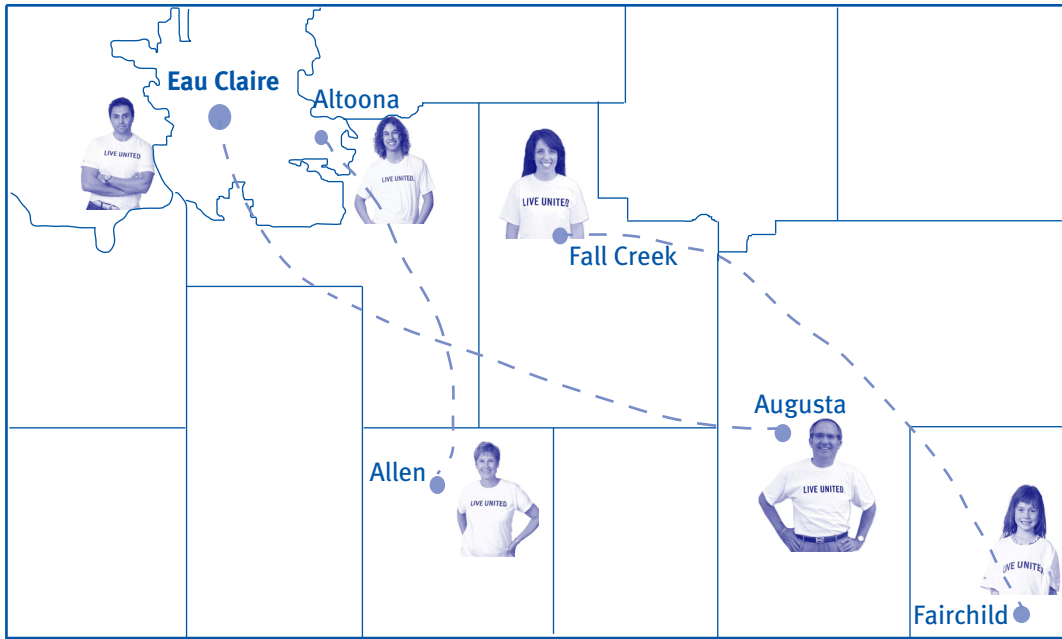 Eau Claire
Altoona
LIVE UNITED
LIVE UNITED
LIVE UNITED
Fall Creek
Augusta
Allen
LIVE UNITED
LIVE UNITED
LIVE UNITED
Fairchild